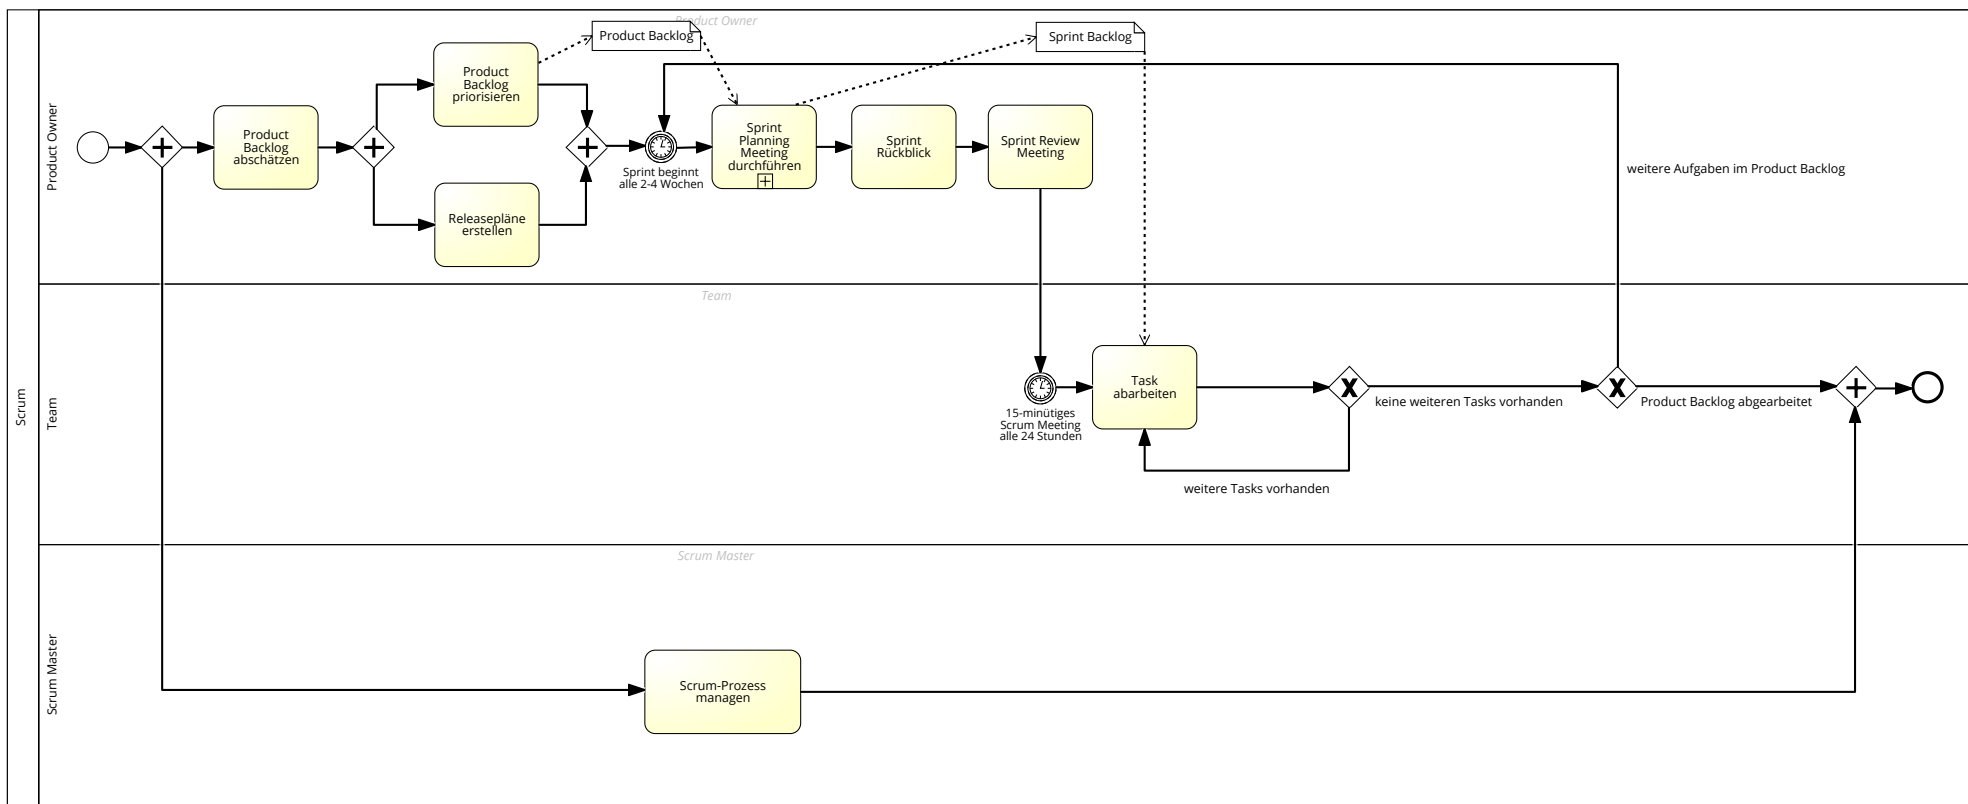 Scrum
Product Owner
Product Owner
Product Backlog
Sprint Backlog
Product
Backlog
priorisieren
Product
Backlog
abschätzen
Releasepläne
erstellen
Sprint beginnt
alle 2-4 Wochen
Sprint
Planning
Meeting
durchführen
Sprint
Rückblick
Sprint Review
Meeting
weitere Aufgaben im Product Backlog
Team
Team
15-minütiges
Scrum Meeting
alle 24 Stunden
Task
abarbeiten
keine weiteren Tasks vorhanden
Product Backlog abgearbeitet
weitere Tasks vorhanden
Scrum Master
Scrum Master
Scrum-Prozess
managen